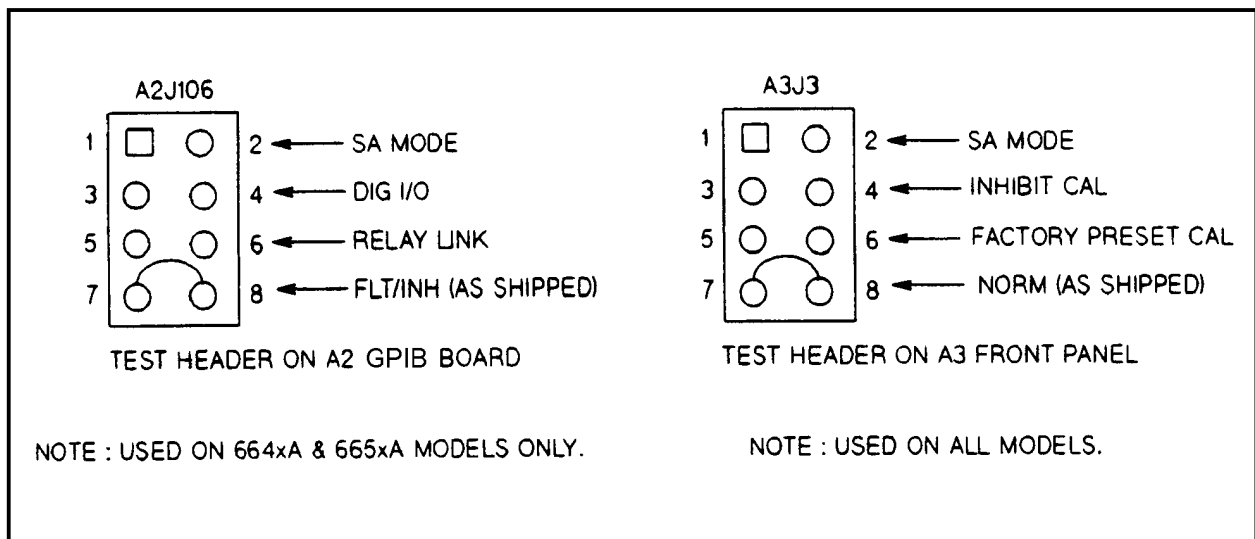 A2J106
1 2 SA MODE
3 4 DIG I/O
5 6 RELAY LINK
7 8 FLT/INH (AS SHIPPED)
TEST HEADER ON A2 GPIB BOARD
NOTE : USED ON 664xA & 665xA MODELS ONLY.
A3J3
1 2 SA MODE
3 4 INHIBIT CAL
5 6 FACTORY PRESET CAL
7 8 NORM (AS SHIPPED)
TEST HEADER ON A3 FRONT PANEL
NOTE : USED ON ALL MODELS.